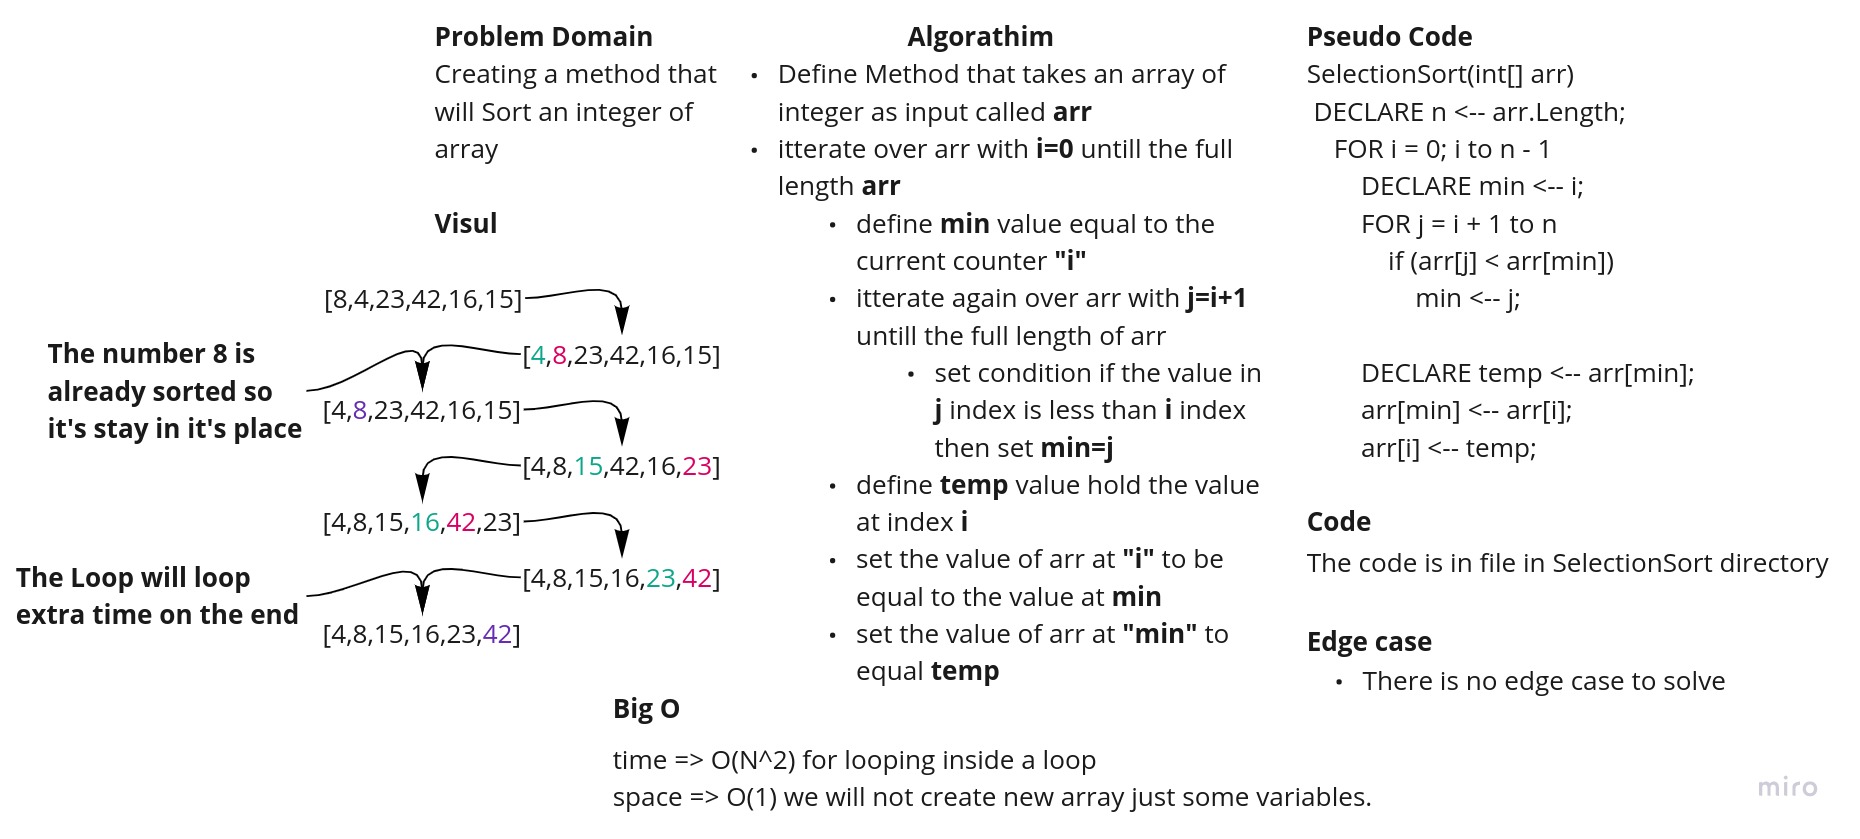 Problem Domain
Creating a method that
will Sort an integer of
array
Visul
[8,4,23,42,16,15]
[4,8,23,42,16,15]
The number 8 is
already sorted so
it's stay in it's place
[4,8,23,42,16,15]
[4,8,15,42,16,23]
[4,8,15,16,42,23]
[4,8,15,16,23,42]
The Loop will loop
extra time on the end
[4,8,15,16,23,42]
Algorathim
• Define Method that takes an array of
integer as input called arr
• itterate over arr with i=0 untill the full
length arr
• define min value equal to the
current counter "i"
• itterate again over arr with j=i+1
untill the full length of arr
• set condition if the value in
j index is less than i index
then set min=j
• define temp value hold the value
at index i
• set the value of arr at "i" to be
equal to the value at min
• set the value of arr at "min" to
equal temp
Big O
time => O(N^2) for looping inside a loop
space => O(1) we will not create new array just some variables.
Pseudo Code
SelectionSort(int[] arr)
DECLARE n <-- arr.Length;
FOR i = 0; i to n - 1
DECLARE min <-- i;
FOR j = i + 1 to n
if (arr[j] < arr[min])
min <-- j;
DECLARE temp <-- arr[min];
arr[min] <-- arr[i];
arr[i] <-- temp;
Code
The code is in file in SelectionSort directory
Edge case
• There is no edge case to solve
miro